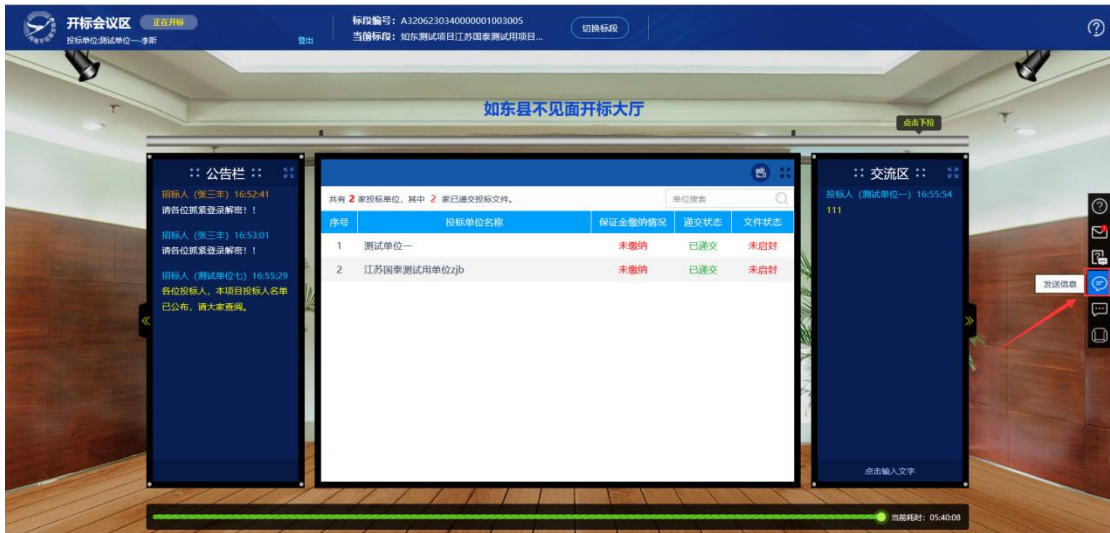 开标会议区 正在开标
投标单位:测试单位一-李斯 登出
标段编号：A3206230340000001003005
当前标段：如东测试项目江苏国泰测试用项目...
切换标段
如东县不见面开标大厅
点击下拉
:: 公告栏 ::
招标人（张三丰）16:52:41
请各位抓紧登录解密！！
招标人（张三丰）16:53:01
请各位抓紧登录解密！！
招标人（测试单位七）16:55:29
各位投标人，本项目投标人名单
已公布，请大家查阅。
共有 2 家投标单位，其中 2 家已递交投标文件。
单位搜索
序号 投标单位名称 保证金缴纳情况 递交状态 文件状态
1 测试单位一 未缴纳 已递交 未启封
2 江苏国泰测试用单位zjb 未缴纳 已递交 未启封
:: 交流区 ::
投标人（测试单位一）16:55:54
111
点击输入文字
发送信息
当前耗时：05:40:08